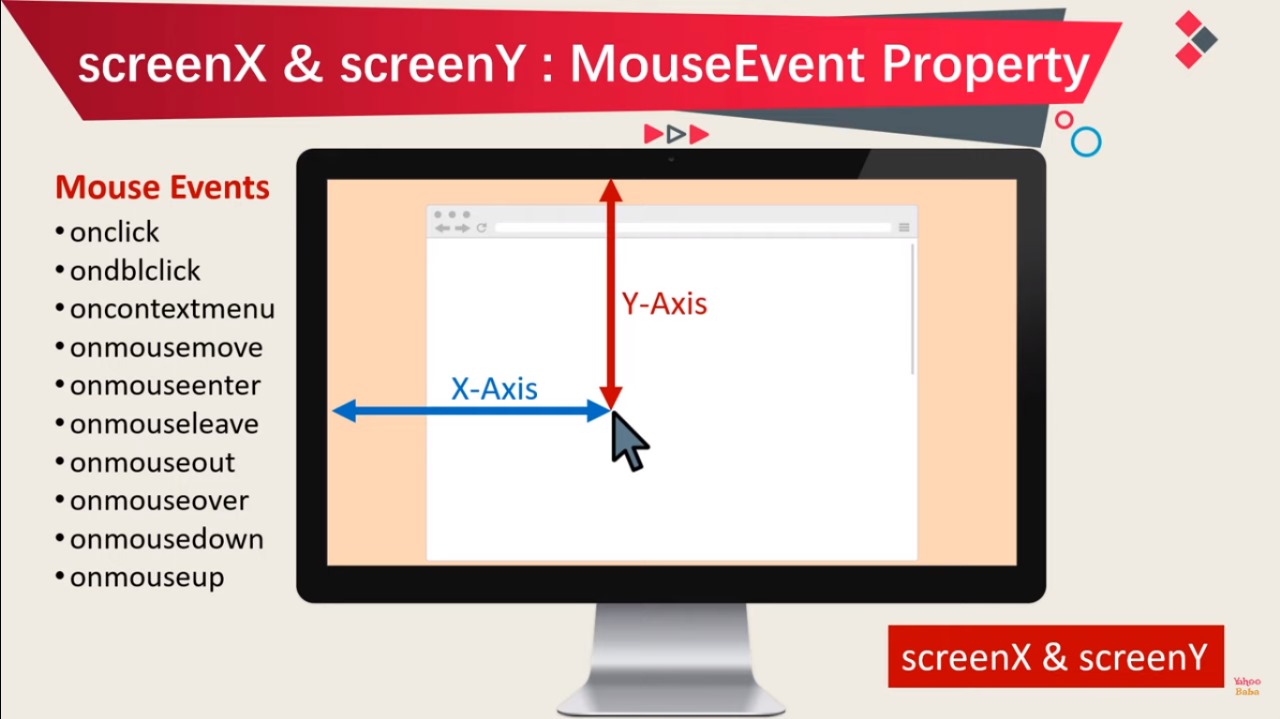 screenX & screenY : MouseEvent Property
Mouse Events
• onclick
• ondblclick
• oncontextmenu
• onmousemove
• onmouseenter
• onmouseleave
• onmouseout
• onmouseover
• onmousedown
• onmouseup
Y-Axis
X-Axis
screenX & screenY
Yahoo
Baba